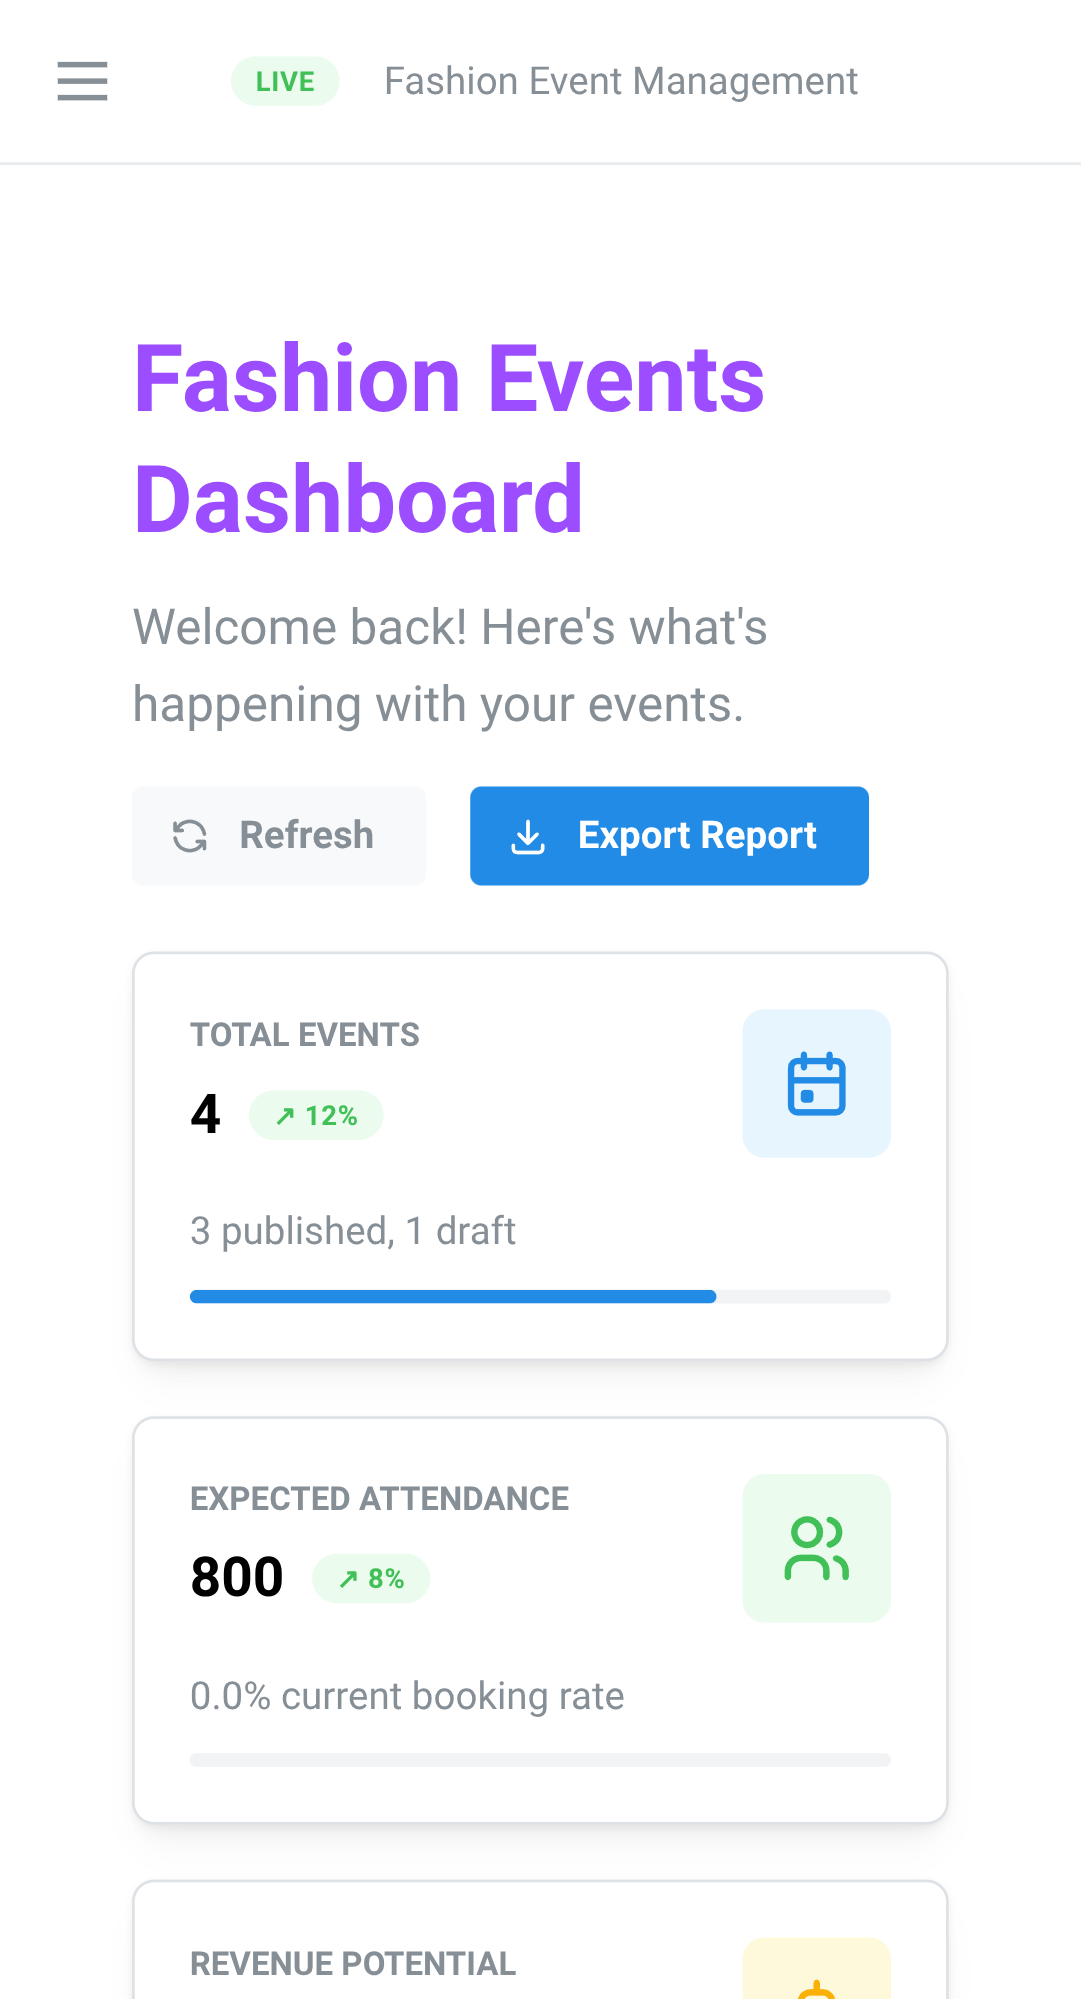 LIVE Fashion Event Management
Fashion Events
Dashboard
Welcome back! Here's what's
happening with your events.
Refresh Export Report
TOTAL EVENTS
4 ↗ 12%
3 published, 1 draft
EXPECTED ATTENDANCE
800 ↗ 8%
0.0% current booking rate
REVENUE POTENTIAL